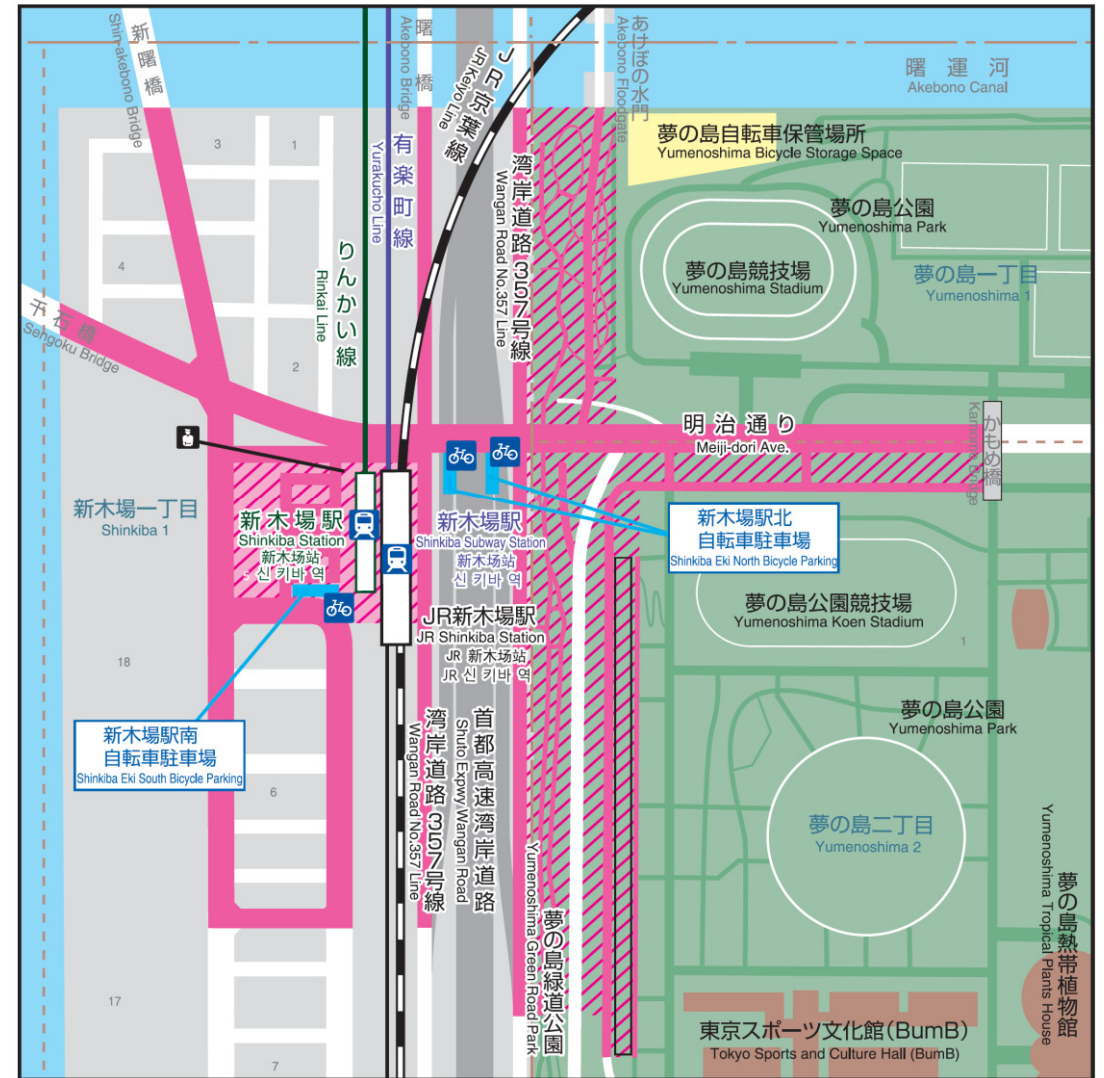 新曙橋
Shin-akebono Bridge
曙橋
Akebono Bridge
JR京葉線
JR Keiyo Line
あけぼの水門
Akebono Floodgate
曙運河
Akebono Canal
有楽町線
Yurakucho Line
りんかい線
Rinkai Line
湾岸道路357号線
Wangan Road No.357 Line
夢の島自転車保管場所
Yumenoshima Bicycle Storage Space
夢の島公園
Yumenoshima Park
夢の島競技場
Yumenoshima Stadium
夢の島一丁目
Yumenoshima 1
3
1
4
2
千石橋
Sehgoku Bridge
明治通り
Meiji-dori Ave.
かもめ橋
Kamome Bridge
新木場一丁目
Shinkiba 1
新木場駅
Shinkiba Station
新木场站
신 키바 역
新木場駅
Shinkiba Subway Station
新木场站
신 키바 역
新木場駅北
自転車駐車場
Shinkiba Eki North Bicycle Parking
JR新木場駅
JR Shinkiba Station
JR 新木场站
JR 신 키바 역
夢の島公園競技場
Yumenoshima Koen Stadium
1
18
新木場駅南
自転車駐車場
Shinkiba Eki South Bicycle Parking
6
湾岸道路357号線
Wangan Road No.357 Line
首都高速湾岸道路
Shuto Expwy Wangan Road
夢の島公園
Yumenoshima Park
夢の島二丁目
Yumenoshima 2
夢の島緑道公園
Yumenoshima Green Road Park
夢の島熱帯植物館
Yumenoshima Tropical Plants House
17
7
東京スポーツ文化館(BumB)
Tokyo Sports and Culture Hall (BumB)